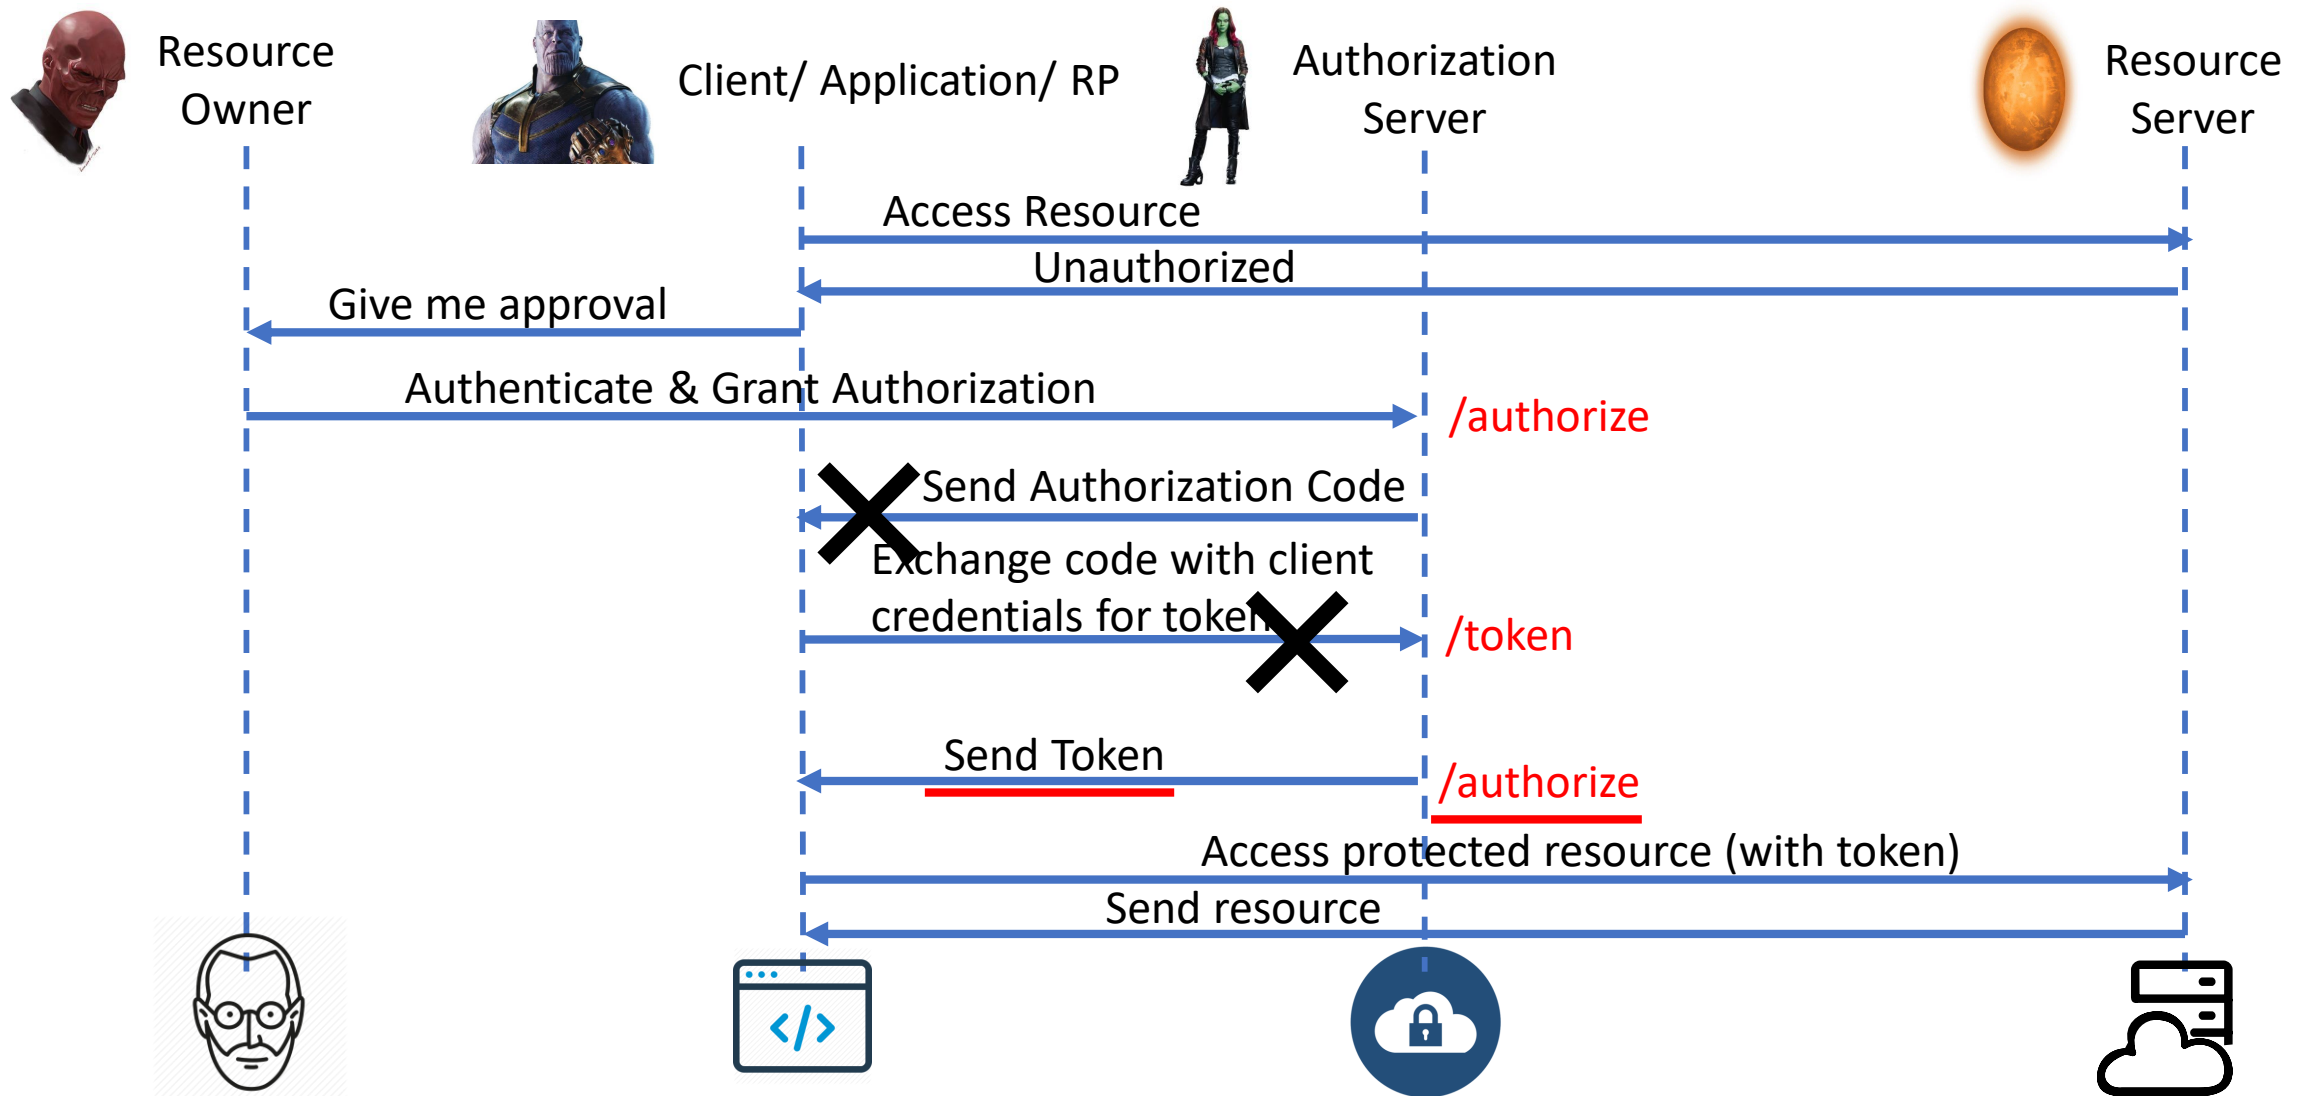 Resource
Owner
Client/ Application/ RP
Authorization
Server
Resource
Server
Access Resource
Unauthorized
Give me approval
Authenticate & Grant Authorization
/authorize
Send Authorization Code
Exchange code with client
credentials for token
/token
Send Token
/authorize
Access protected resource (with token)
Send resource
</>